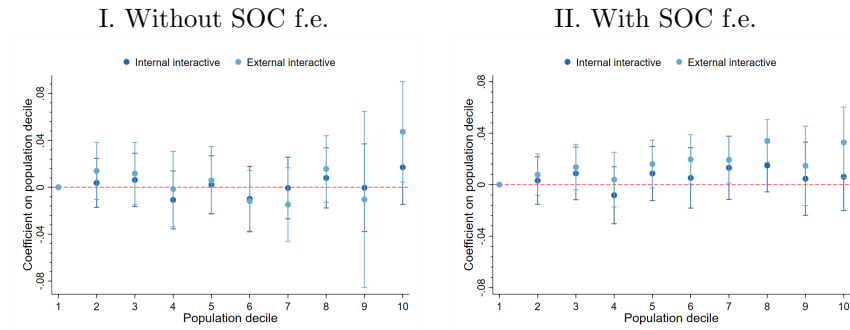 I. Without SOC f.e.
Internal interactive External interactive
Coefficient on population decile
.08
.04
0
-.04
-.08
1 2 3 4 5 6 7 8 9 10
Population decile
II. With SOC f.e.
Internal interactive External interactive
Coefficient on population decile
.08
.04
0
-.04
-.08
1 2 3 4 5 6 7 8 9 10
Population decile